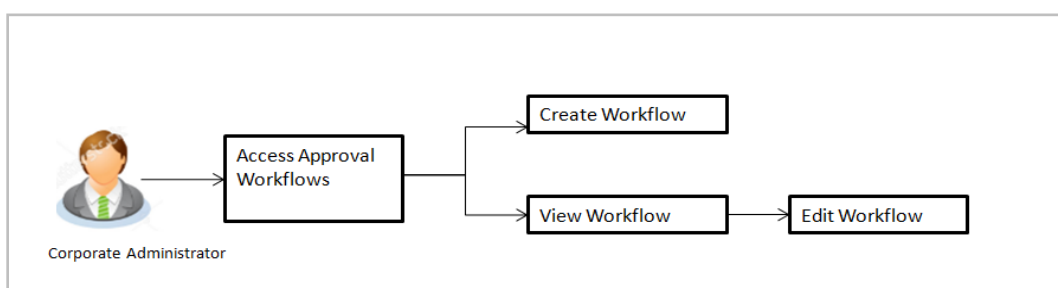 Create Workflow
Access Approval
Workflows
View Workflow
Edit Workflow
Corporate Administrator